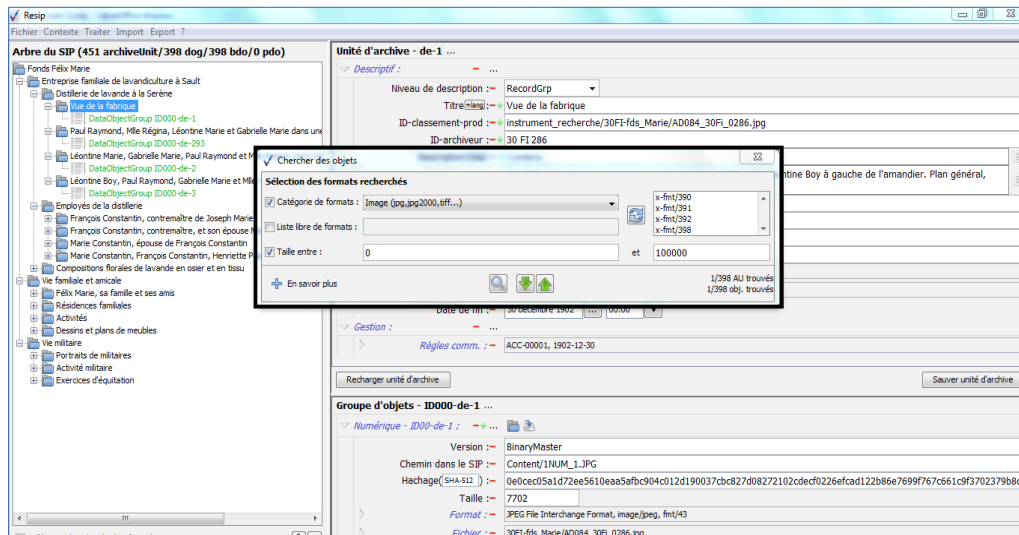 Resip
Fichier Contexte Traiter Import Export ?
Arbre du SIP (451 archiveUnit/398 dog/398 bdo/0 pdo)
Fonds Félix Marie
Entreprise familiale de lavandiculture à Sault
Distillerie de lavande à la Serène
Vue de la fabrique
DataObjectGroup ID000-de-1
Paul Raymond, Mlle Régina, Léontine Marie et Gabrielle Marie dans une
DataObjectGroup ID000-de-293
Léontine Marie, Gabrielle Marie, Paul Raymond et M
DataObjectGroup ID000-de-2
Léontine Boy, Paul Raymond, Gabrielle Marie et Mlle
DataObjectGroup ID000-de-3
Employés de la distillerie
François Constantin, contremaître de Joseph Marie
François Constantin, contremaître, et son épouse M
Marie Constantin, épouse de François Constantin
Marie Constantin, François Constantin, Henriette P
Compositions florales de lavande en osier et en tissu
Vie familiale et amicale
Félix Marie, sa famille et ses amis
Résidences familiales
Activités
Dessins et plans de meubles
Vie militaire
Portraits de militaires
Activité militaire
Exercices d'équitation
Unité d'archive - de-1 ...
Descriptif : - ...
Niveau de description :- RecordGrp
Titre +lang :-+ Vue de la fabrique
ID-classement-prod :-+ instrument_recherche/30FI-fds_Marie/AD084_30Fi_0286.jpg
ID-archiveur :-+ 30 FI 286
ntine Boy à gauche de l'amandier. Plan général,
Chercher des objets
Sélection des formats recherchés
Catégorie de formats : Image (jpg,jpg2000,tiff...)
x-fmt/390
x-fmt/391
x-fmt/392
x-fmt/398
Liste libre de formats :
Taille entre : 0 et 100000
En savoir plus
1/398 AU trouvés
1/398 obj. trouvés
Date de fin :- 30 décembre 1902 ... 00:00
Gestion : - ...
Règles comm. :- ACC-00001, 1902-12-30
Recharger unité d'archive Sauver unité d'archive
Groupe d'objets - ID000-de-1 ...
Numérique - ID00-de-1 : -+ ...
Version :- BinaryMaster
Chemin dans le SIP :- Content/1NUM_1.JPG
Hachage( SHA-512 ) :- 0e0cec05a1d72ee5610eaa5afbc904c012d190037cbc827d08272102cdecf0226efcad122b86e7699f767c661c9f3702379b8c
Taille :- 7702
Format :- JPEG File Interchange Format, image/jpeg, fmt/43
Fichier :- 30FI-fds_Marie/AD084_30Fi_0286.jpg